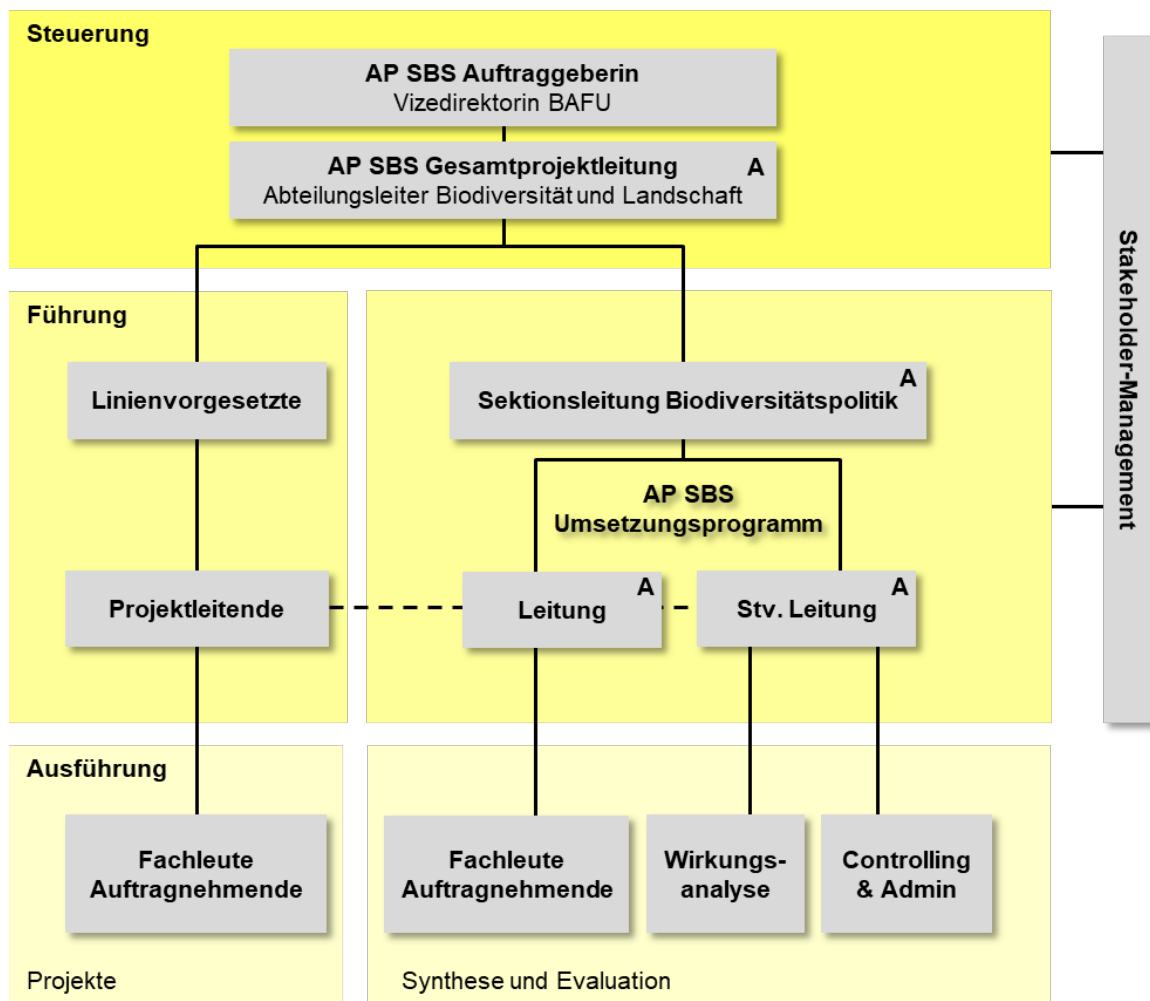 Steuerung
AP SBS Auftraggeberin
Vizedirektorin BAFU
AP SBS Gesamtprojektleitung
A
Abteilungsleiter Biodiversität und Landschaft
Stakeholder-Management
Führung
Linienvorgesetzte
Sektionsleitung Biodiversitätspolitik
A
AP SBS
Umsetzungsprogramm
Projektleitende
Leitung
A
Stv. Leitung
A
Ausführung
Fachleute
Auftragnehmende
Fachleute
Auftragnehmende
Wirkungs-
analyse
Controlling
& Admin
Projekte
Synthese und Evaluation